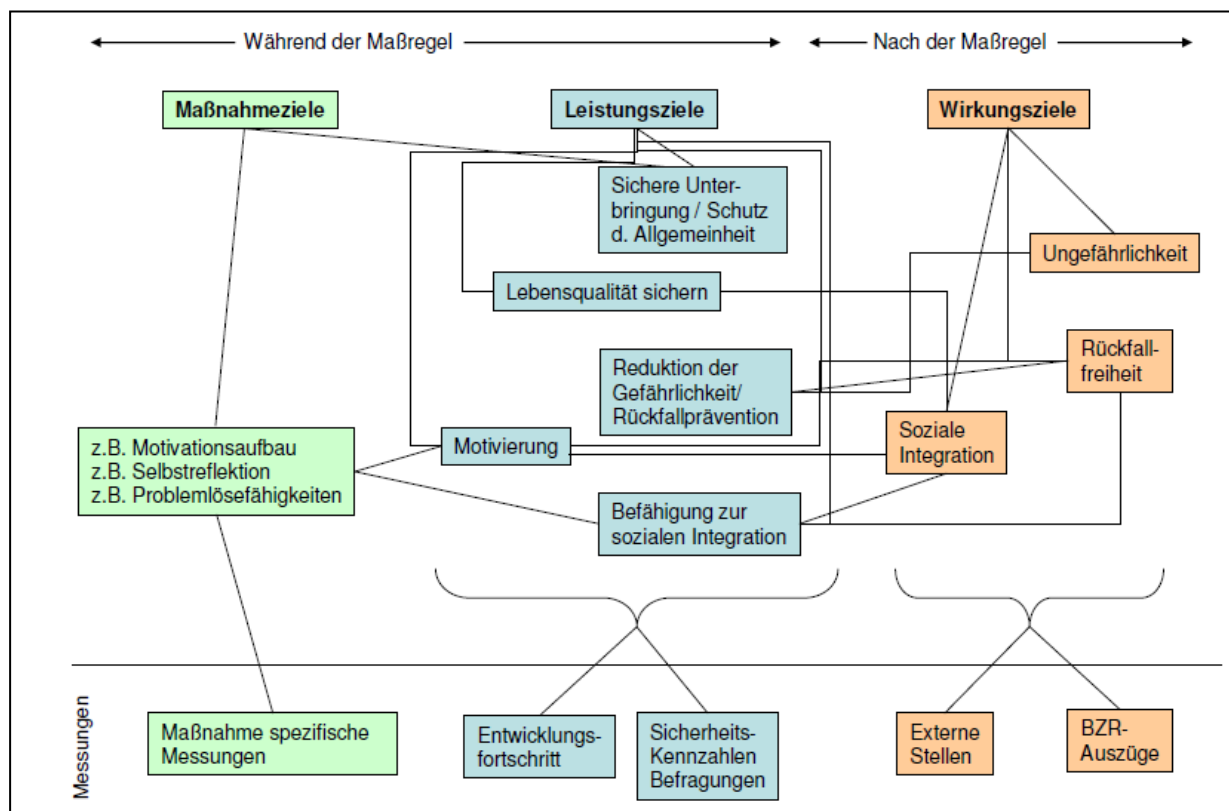 Während der Maßregel
Nach der Maßregel
Maßnahmeziele
Leistungsziele
Wirkungsziele
Sichere Unter-
bringung / Schutz
d. Allgemeinheit
Ungefährlichkeit
Lebensqualität sichern
Reduktion der
Gefährlichkeit/
Rückfallprävention
Rückfall-
freiheit
z.B. Motivationsaufbau
z.B. Selbstreflektion
z.B. Problemlösefähigkeiten
Motivierung
Soziale
Integration
Befähigung zur
sozialen Integration
Messungen
Maßnahme spezifische
Messungen
Entwicklungs-
fortschritt
Sicherheits-
Kennzahlen
Befragungen
Externe
Stellen
BZR-
Auszüge